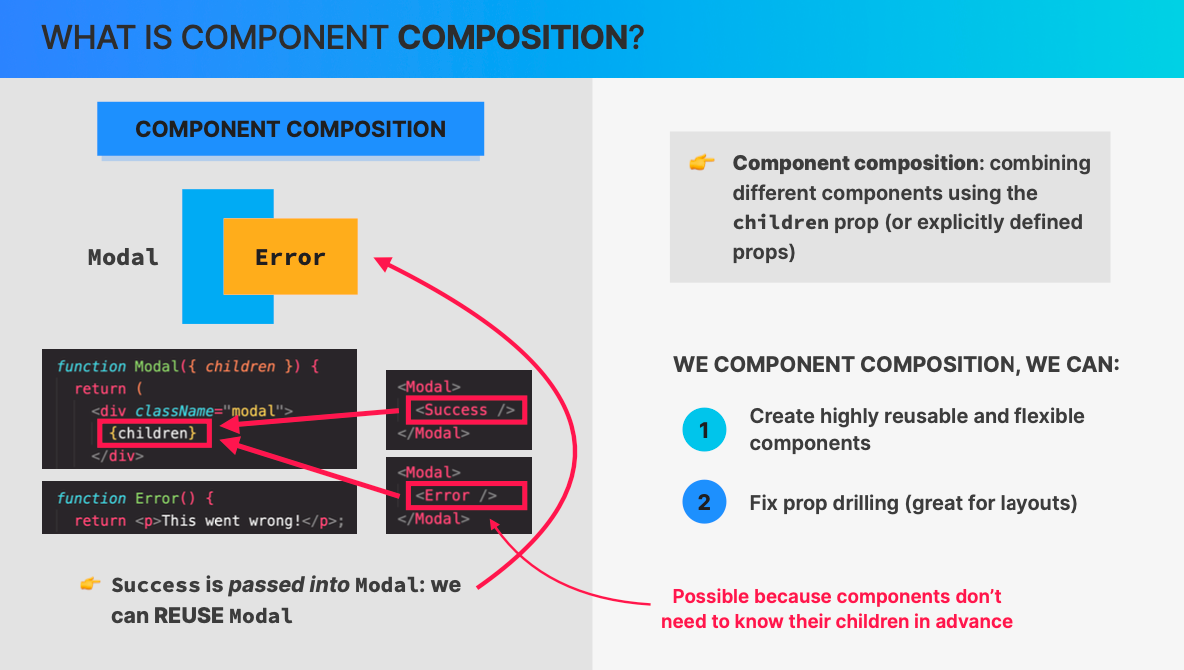 WHAT IS COMPONENT COMPOSITION?
COMPONENT COMPOSITION
Modal
Error
function Modal({ children }) {
return (
<div className="modal">
{children}
</div>
function Error() {
return <p>This went wrong!</p>;
<Modal>
<Success />
</Modal>
<Modal>
<Error />
</Modal>
👉 Success is passed into Modal: we
can REUSE Modal
👉 Component composition: combining
different components using the
children prop (or explicitly defined
props)
WE COMPONENT COMPOSITION, WE CAN:
1 Create highly reusable and flexible
components
2 Fix prop drilling (great for layouts)
Possible because components don’t
need to know their children in advance